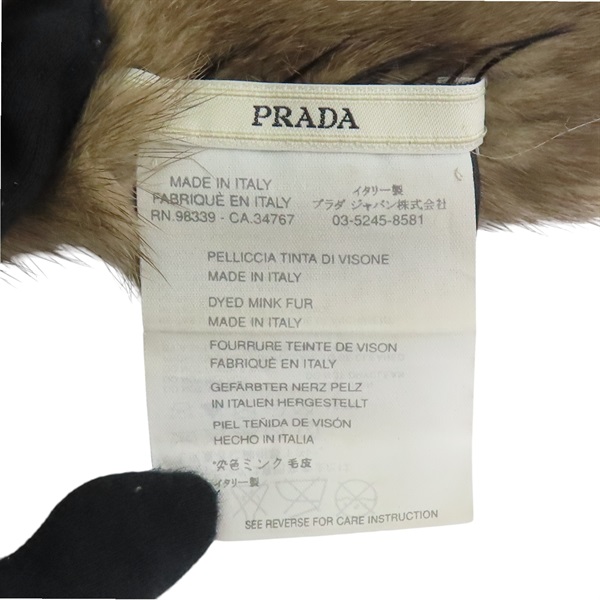 PRADA
MADE IN ITALY
FABRIQUÈ EN ITALY
RN.98339 - CA.34767
イタリー製
プラダ ジャパン株式会社
03-5245-8581
PELLICCIA TINTA DI VISONE
MADE IN ITALY
DYED MINK FUR
MADE IN ITALY
FOURRURE TEINTE DE VISON
FABRIQUÈ EN ITALY
GEFÄRBTER NERZ PELZ
IN ITALIEN HERGESTELLT
PIEL TEÑIDA DE VISÓN
HECHO IN ITALIA
染色ミンク毛皮
イタリー製
SEE REVERSE FOR CARE INSTRUCTION